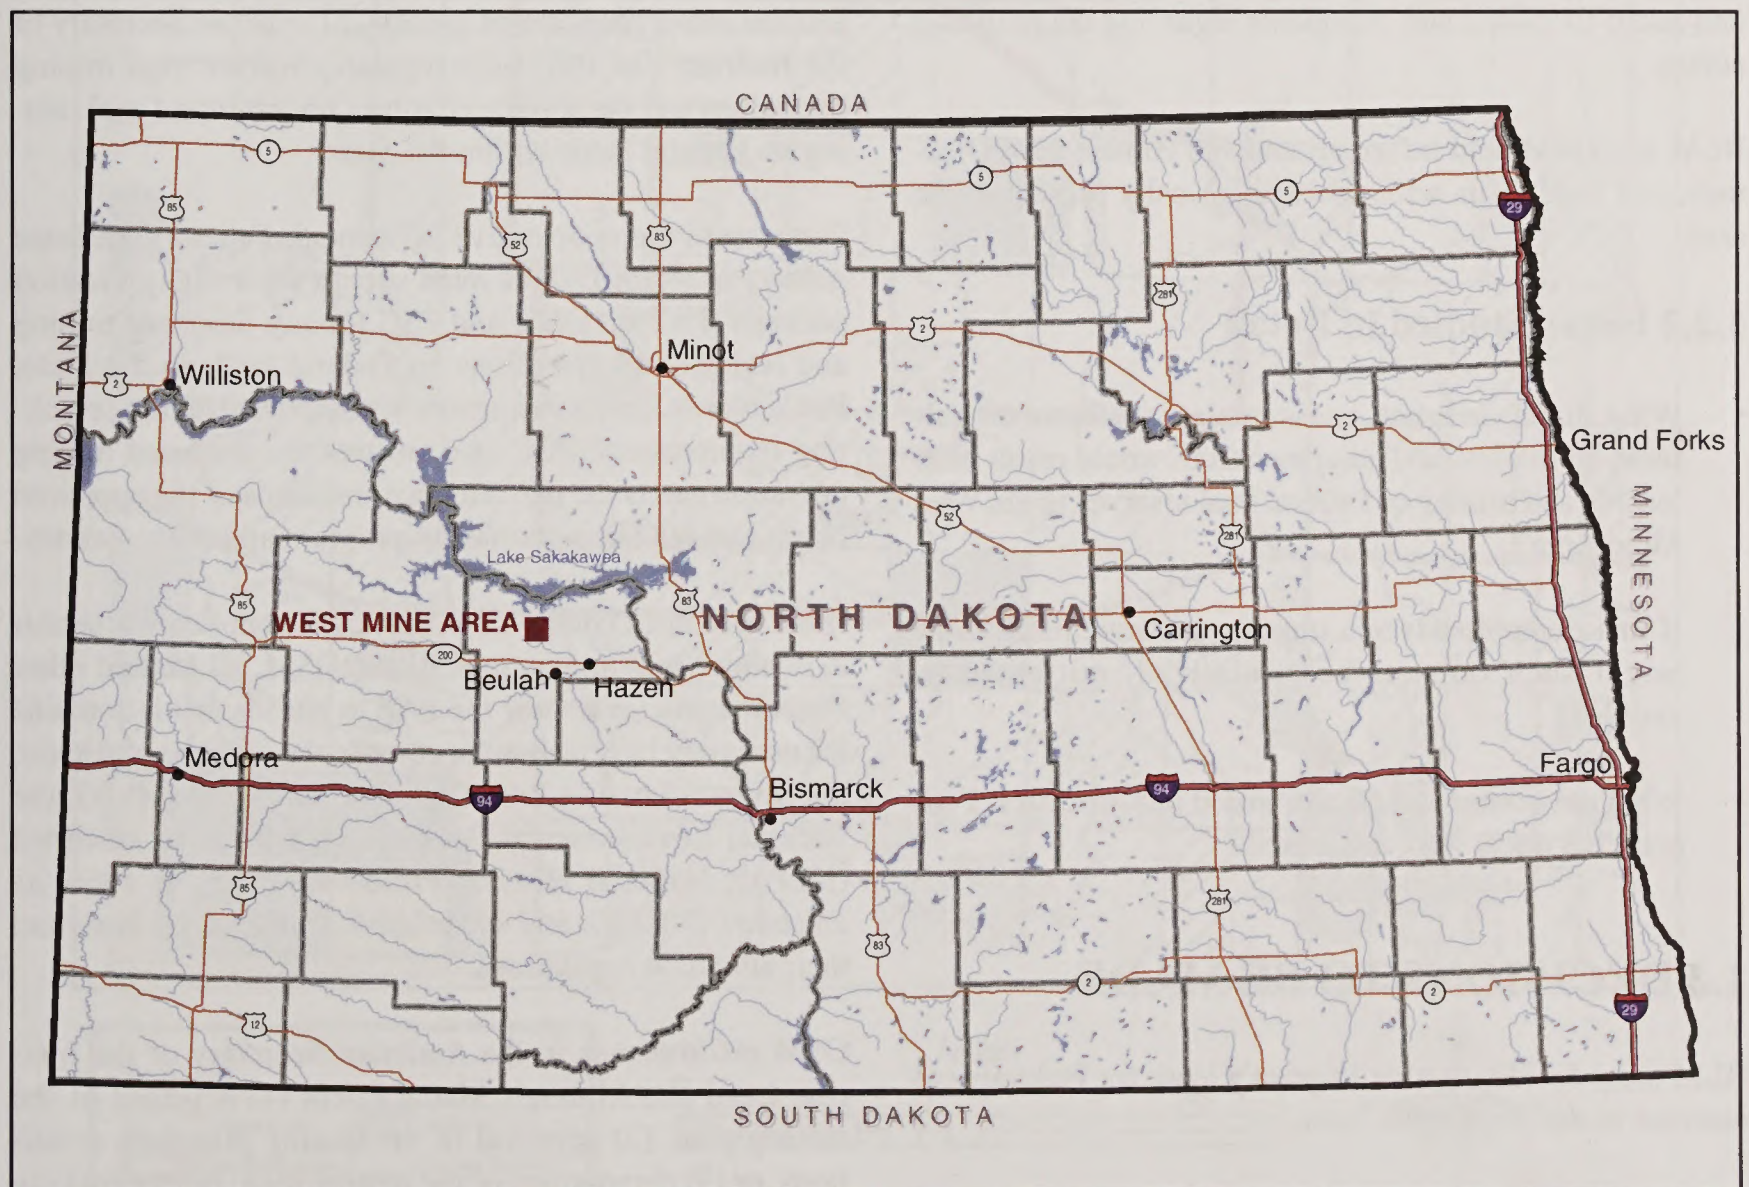 CANADA
5
5
5
85
29
52
83
281
2
MONTANA
Minot
Williston
2
2
Grand Forks
MINNESOTA
52
281
Lake Sakakawea
85
83
WEST MINE AREA
NORTH DAKOTA
Carrington
200
Beulah
Hazen
Medora
Fargo
94
94
Bismarck
85
281
83
2
2
29
12
SOUTH DAKOTA